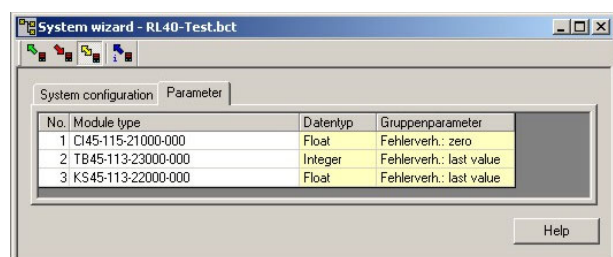 System wizard - RL40-Test.bct
System configuration Parameter
No. Module type Datentyp Gruppenparameter
1 CI45-115-21000-000 Float Fehlerverh.: zero
2 TB45-113-23000-000 Integer Fehlerverh.: last value
3 KS45-113-22000-000 Float Fehlerverh.: last value
Help